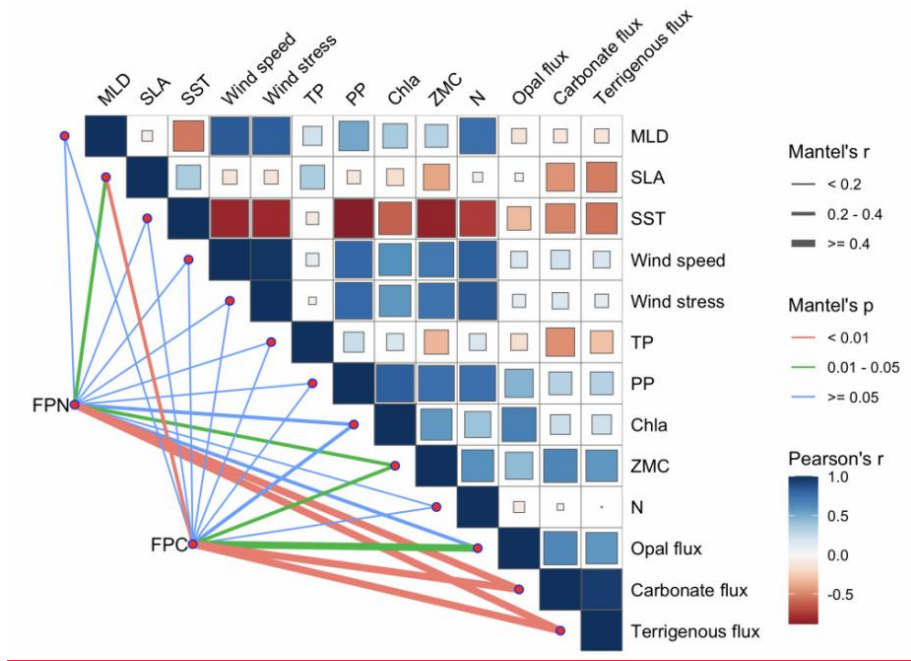 MLD
SLA
SST
Wind speed
Wind stress
TP
PP
Chla
ZMC
N
Opal flux
Carbonate flux
Terrigenous flux
MLD
SLA
SST
Wind speed
Wind stress
TP
PP
Chla
ZMC
N
Opal flux
Carbonate flux
Terrigenous flux
FPN
FPC
Mantel's r
< 0.2
0.2 - 0.4
>= 0.4
Mantel's p
< 0.01
0.01 - 0.05
>= 0.05
Pearson's r
1.0
0.5
0.0
-0.5